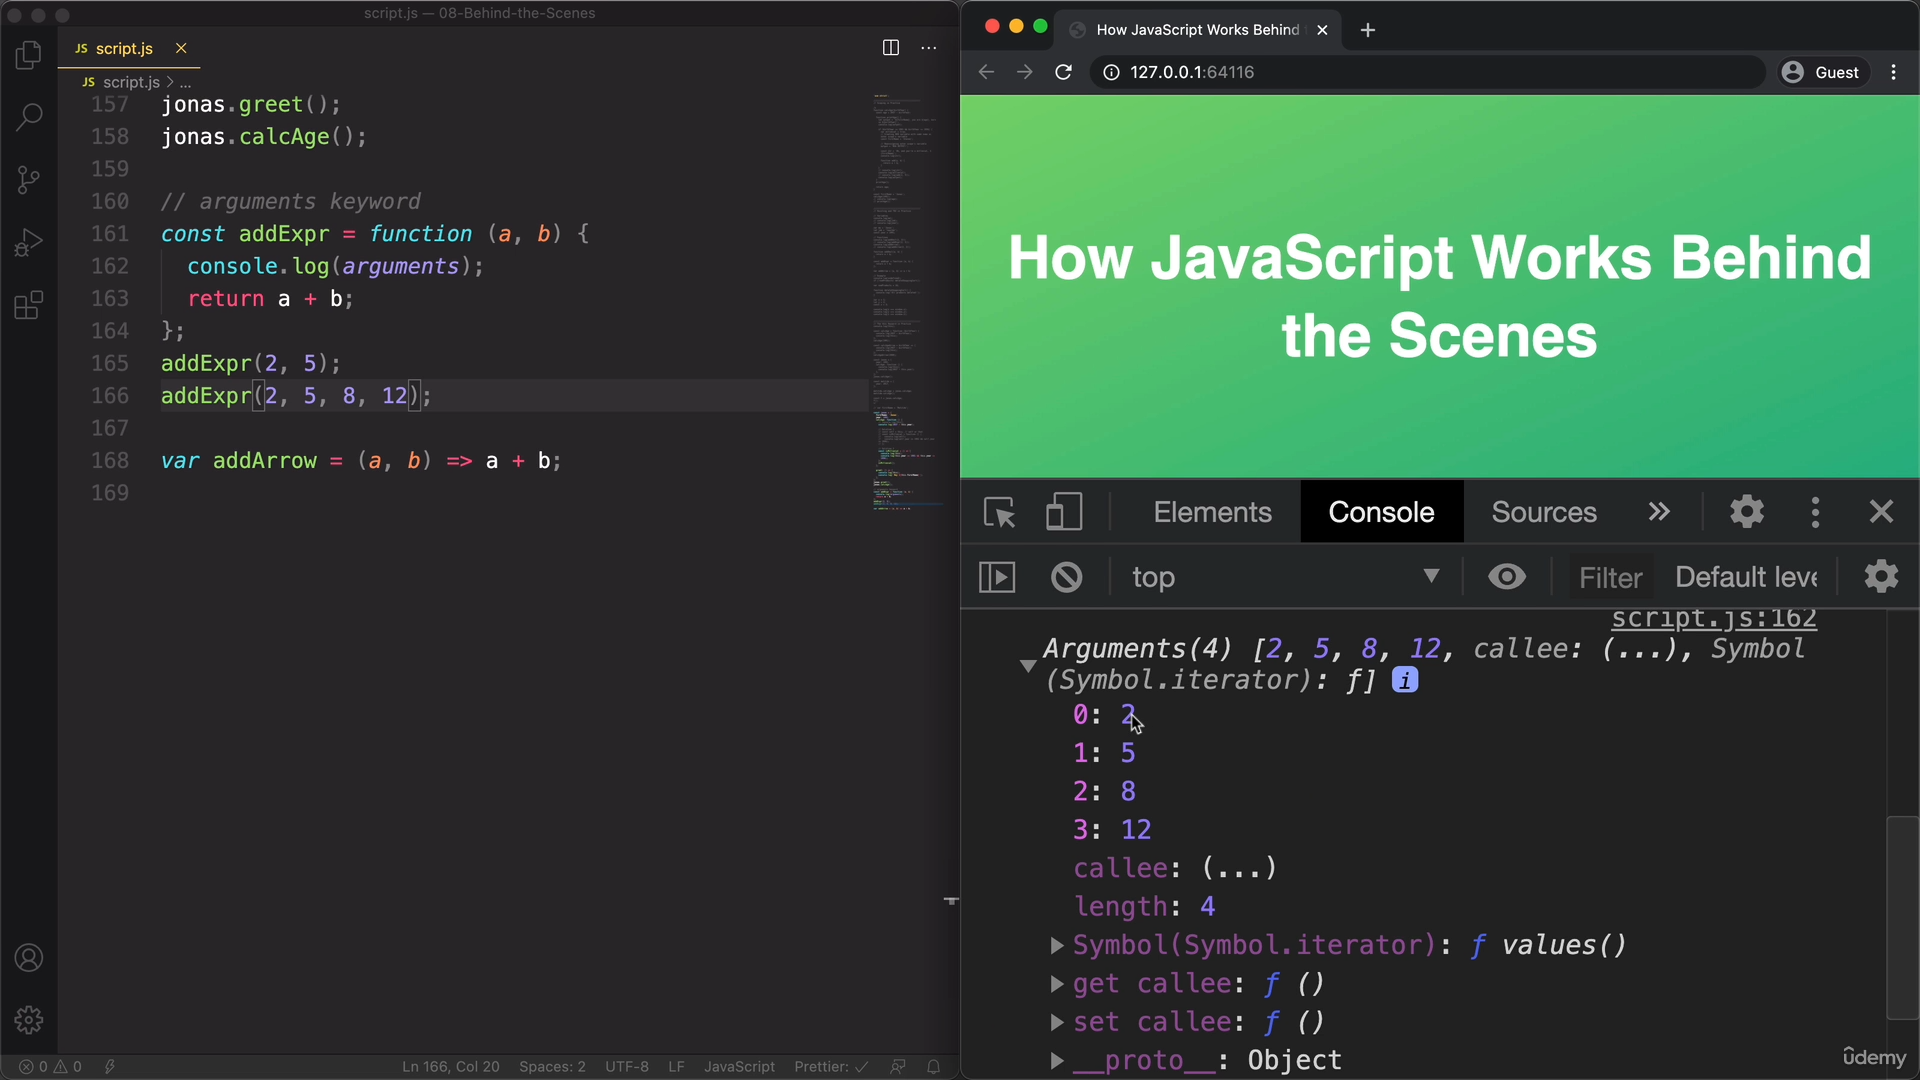 script.js — 08-Behind-the-Scenes
JS script.js
JS script.js > ...
157 jonas.greet();
158 jonas.calcAge();
159
160 // arguments keyword
161 const addExpr = function (a, b) {
162 console.log(arguments);
163 return a + b;
164 };
165 addExpr(2, 5);
166 addExpr(2, 5, 8, 12);
167
168 var addArrow = (a, b) => a + b;
169
0 0
Ln 166, Col 20 Spaces: 2 UTF-8 LF JavaScript Prettier: ✓
How JavaScript Works Behind
127.0.0.1:64116
Guest
How JavaScript Works Behind
the Scenes
Elements Console Sources »
top Filter Default leve
script.js:162
Arguments(4) [2, 5, 8, 12, callee: (...), Symbol
(Symbol.iterator): ƒ] i
0: 2
1: 5
2: 8
3: 12
callee: (...)
length: 4
Symbol(Symbol.iterator): ƒ values()
get callee: ƒ ()
set callee: ƒ ()
__proto__: Object
ûdemy